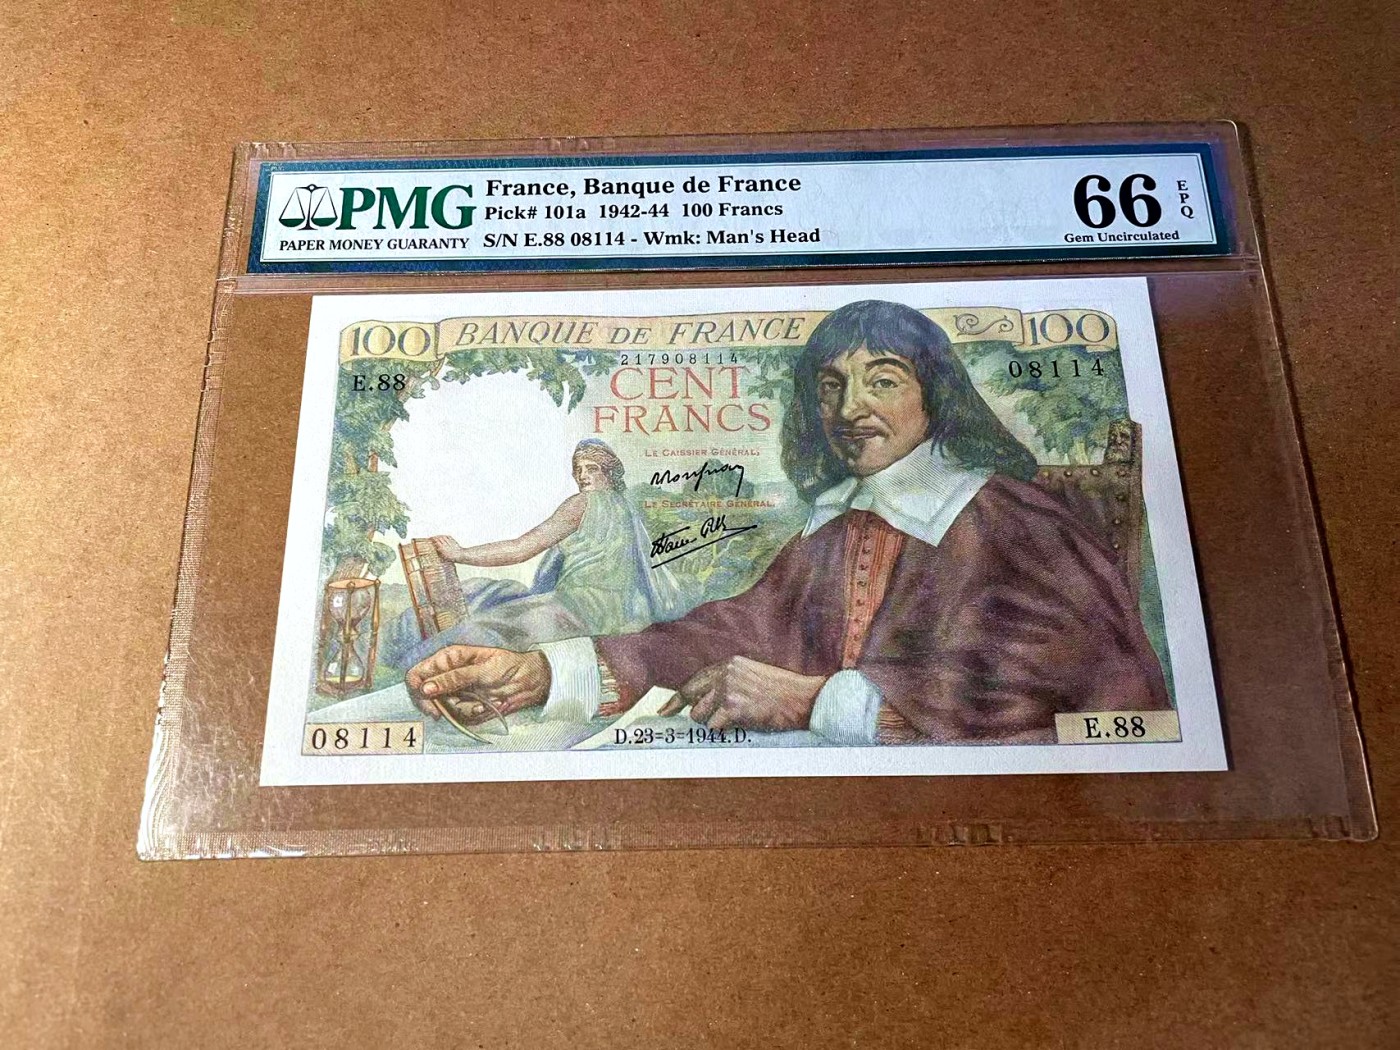 PMG
PAPER MONEY GUARANTY
France, Banque de France
Pick# 101a 1942-44 100 Francs
S/N E.88 08114 - Wmk: Man's Head
66
EPQ
Gem Uncirculated
100 BANQUE DE FRANCE 100
217908114
E.88
08114
CENT
FRANCS
LE CAISSIER GÉNÉRAL,
LE SECRÉTAIRE GÉNÉRAL,
08114
D.23=3=1944.D.
E.88